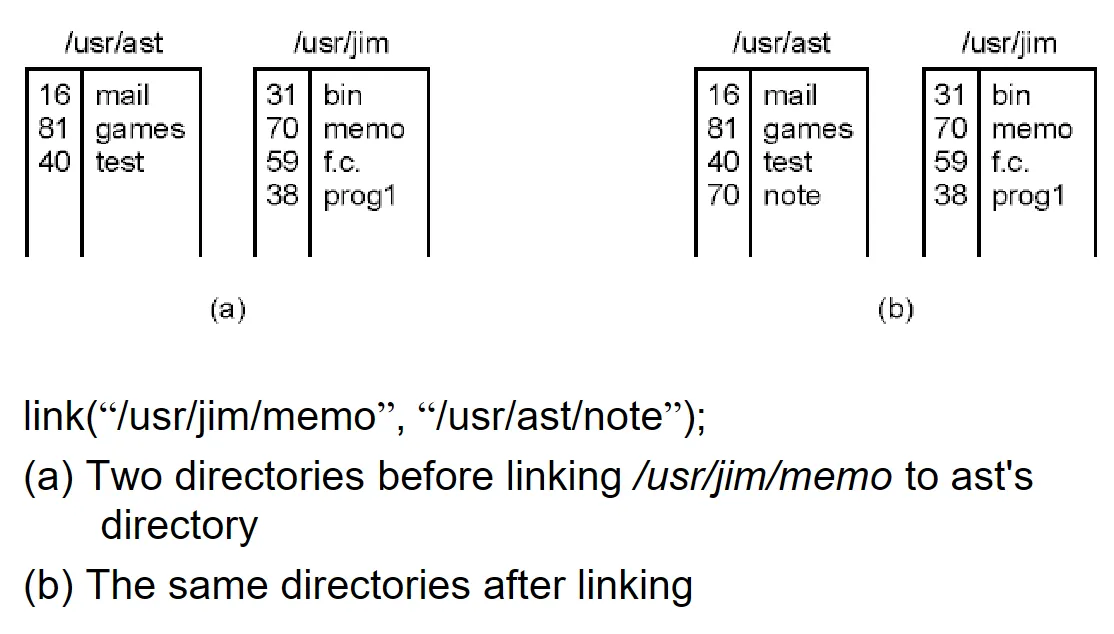 /usr/ast /usr/jim /usr/ast /usr/jim
16 mail 31 bin 16 mail 31 bin
81 games 70 memo 81 games 70 memo
40 test 59 f.c. 40 test 59 f.c.
38 prog1 70 note 38 prog1
(a) (b)
link(“/usr/jim/memo”, “/usr/ast/note”);
(a) Two directories before linking /usr/jim/memo to ast's
directory
(b) The same directories after linking